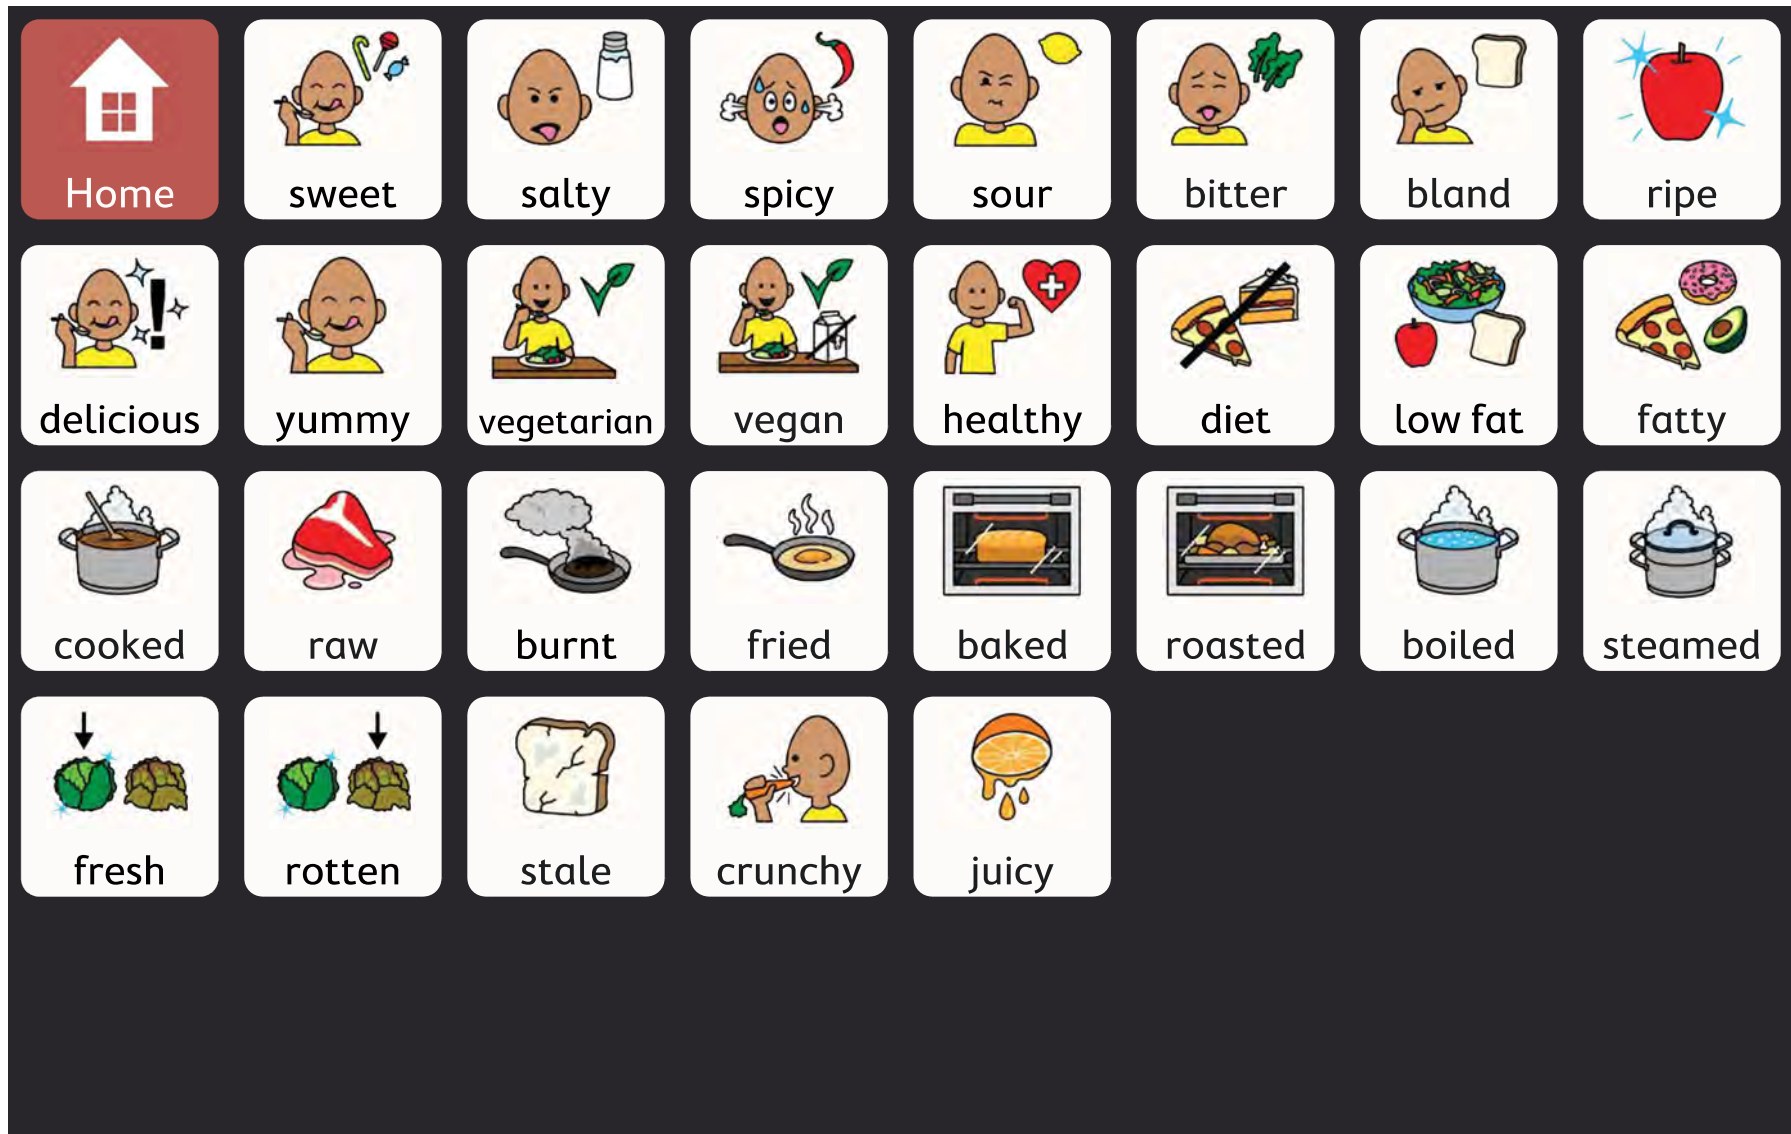 Home
sweet
salty
spicy
sour
bitter
bland
ripe
delicious
yummy
vegetarian
vegan
healthy
diet
low fat
fatty
cooked
raw
burnt
fried
baked
roasted
boiled
steamed
fresh
rotten
stale
crunchy
juicy